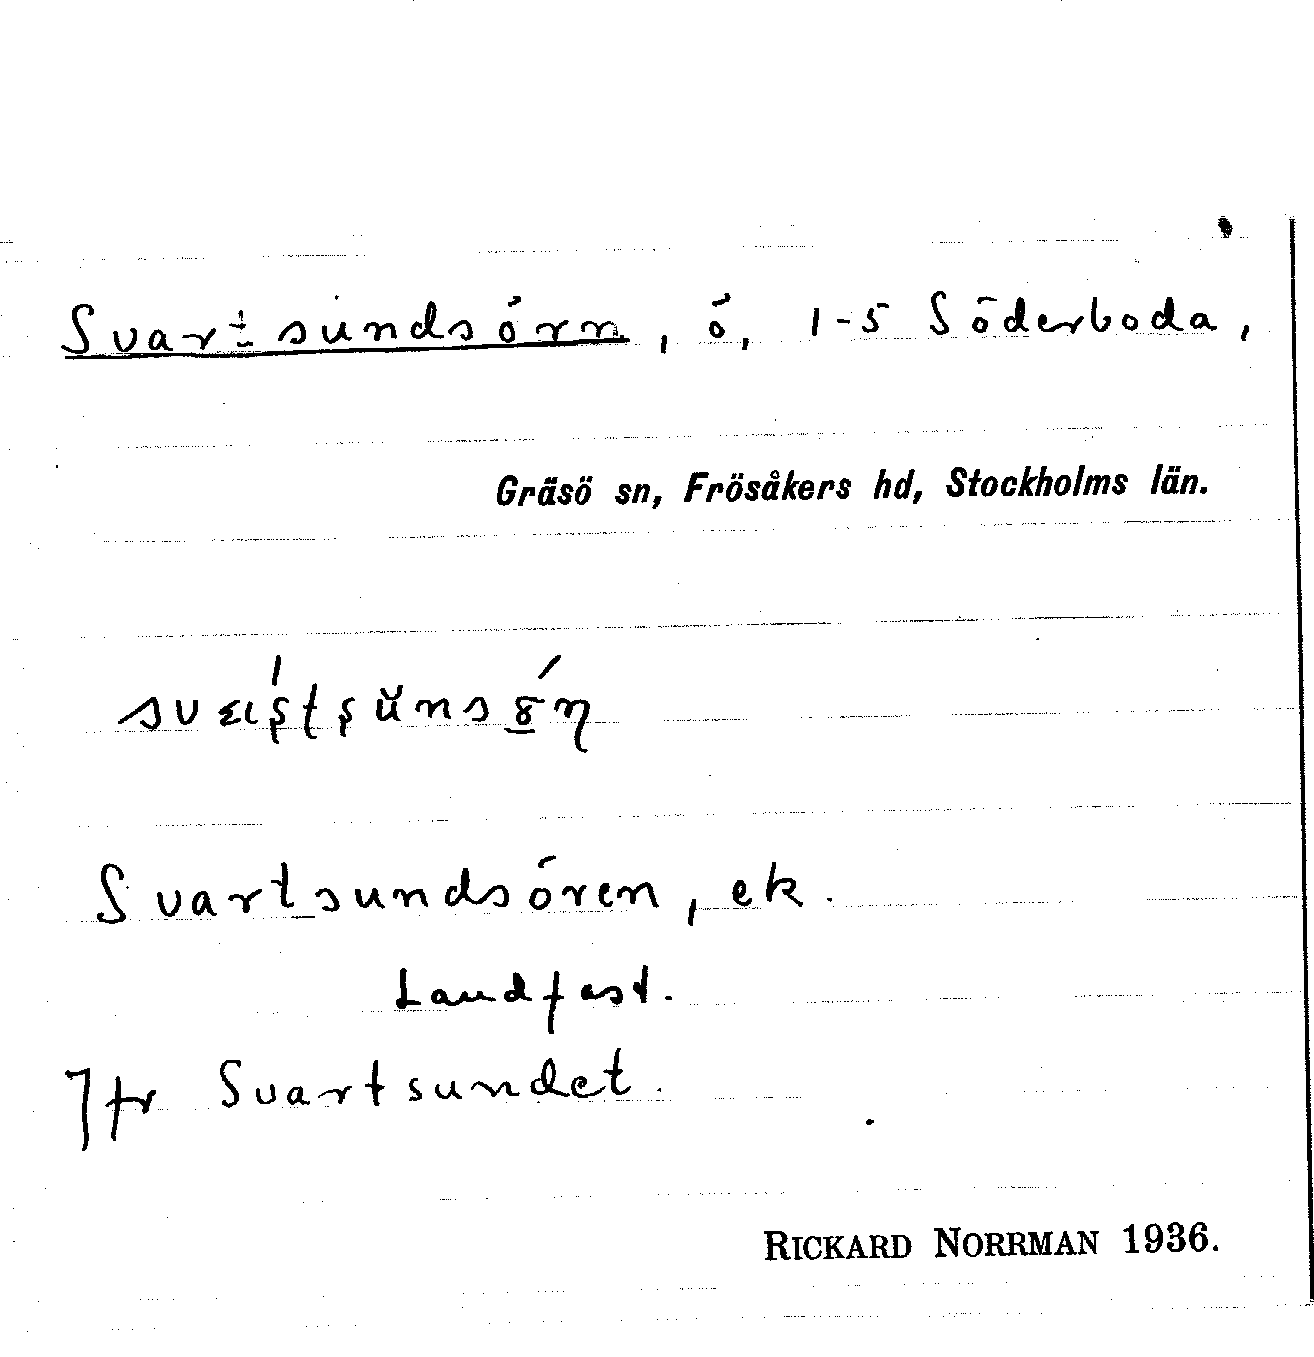 Svart-sundsörn, ö, 1-5 Söderboda,
Gräsö sn, Frösåkers hd, Stockholms län.
Svartsundsören, ek.
Landfast.
Jfr Svartsundet.
RICKARD NORRMAN 1936.